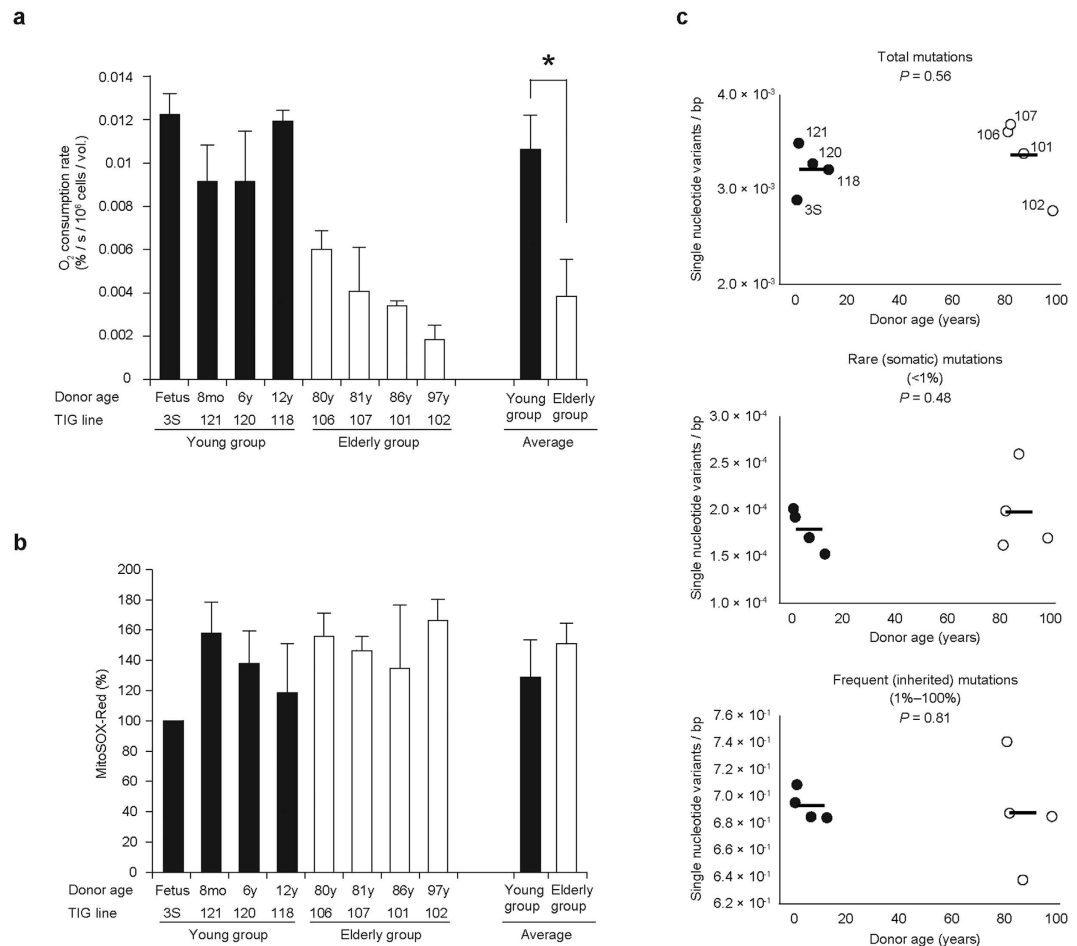 a
*
0.014
0.012
0.01
0.008
0.006
0.004
0.002
0
O₂ consumption rate
(% / s / 10⁶ cells / vol.)
Donor age Fetus 8mo 6y 12y 80y 81y 86y 97y Young group Elderly group
TIG line 3S 121 120 118 106 107 101 102
Young group Elderly group Average
b
200
180
160
140
120
100
80
60
40
20
0
MitoSOX-Red (%)
Donor age Fetus 8mo 6y 12y 80y 81y 86y 97y Young group Elderly group
TIG line 3S 121 120 118 106 107 101 102
Young group Elderly group Average
c
Total mutations
P = 0.56
Single nucleotide variants / bp
4.0 × 10⁻³
3.0 × 10⁻³
2.0 × 10⁻³
121
120
118
3S
107
106
101
102
0 20 40 60 80 100
Donor age (years)
Rare (somatic) mutations
(<1%)
P = 0.48
Single nucleotide variants / bp
3.0 × 10⁻⁴
2.5 × 10⁻⁴
2.0 × 10⁻⁴
1.5 × 10⁻⁴
1.0 × 10⁻⁴
0 20 40 60 80 100
Donor age (years)
Frequent (inherited) mutations
(1%–100%)
P = 0.81
Single nucleotide variants / bp
7.6 × 10⁻¹
7.4 × 10⁻¹
7.2 × 10⁻¹
7.0 × 10⁻¹
6.8 × 10⁻¹
6.6 × 10⁻¹
6.4 × 10⁻¹
6.2 × 10⁻¹
0 20 40 60 80 100
Donor age (years)